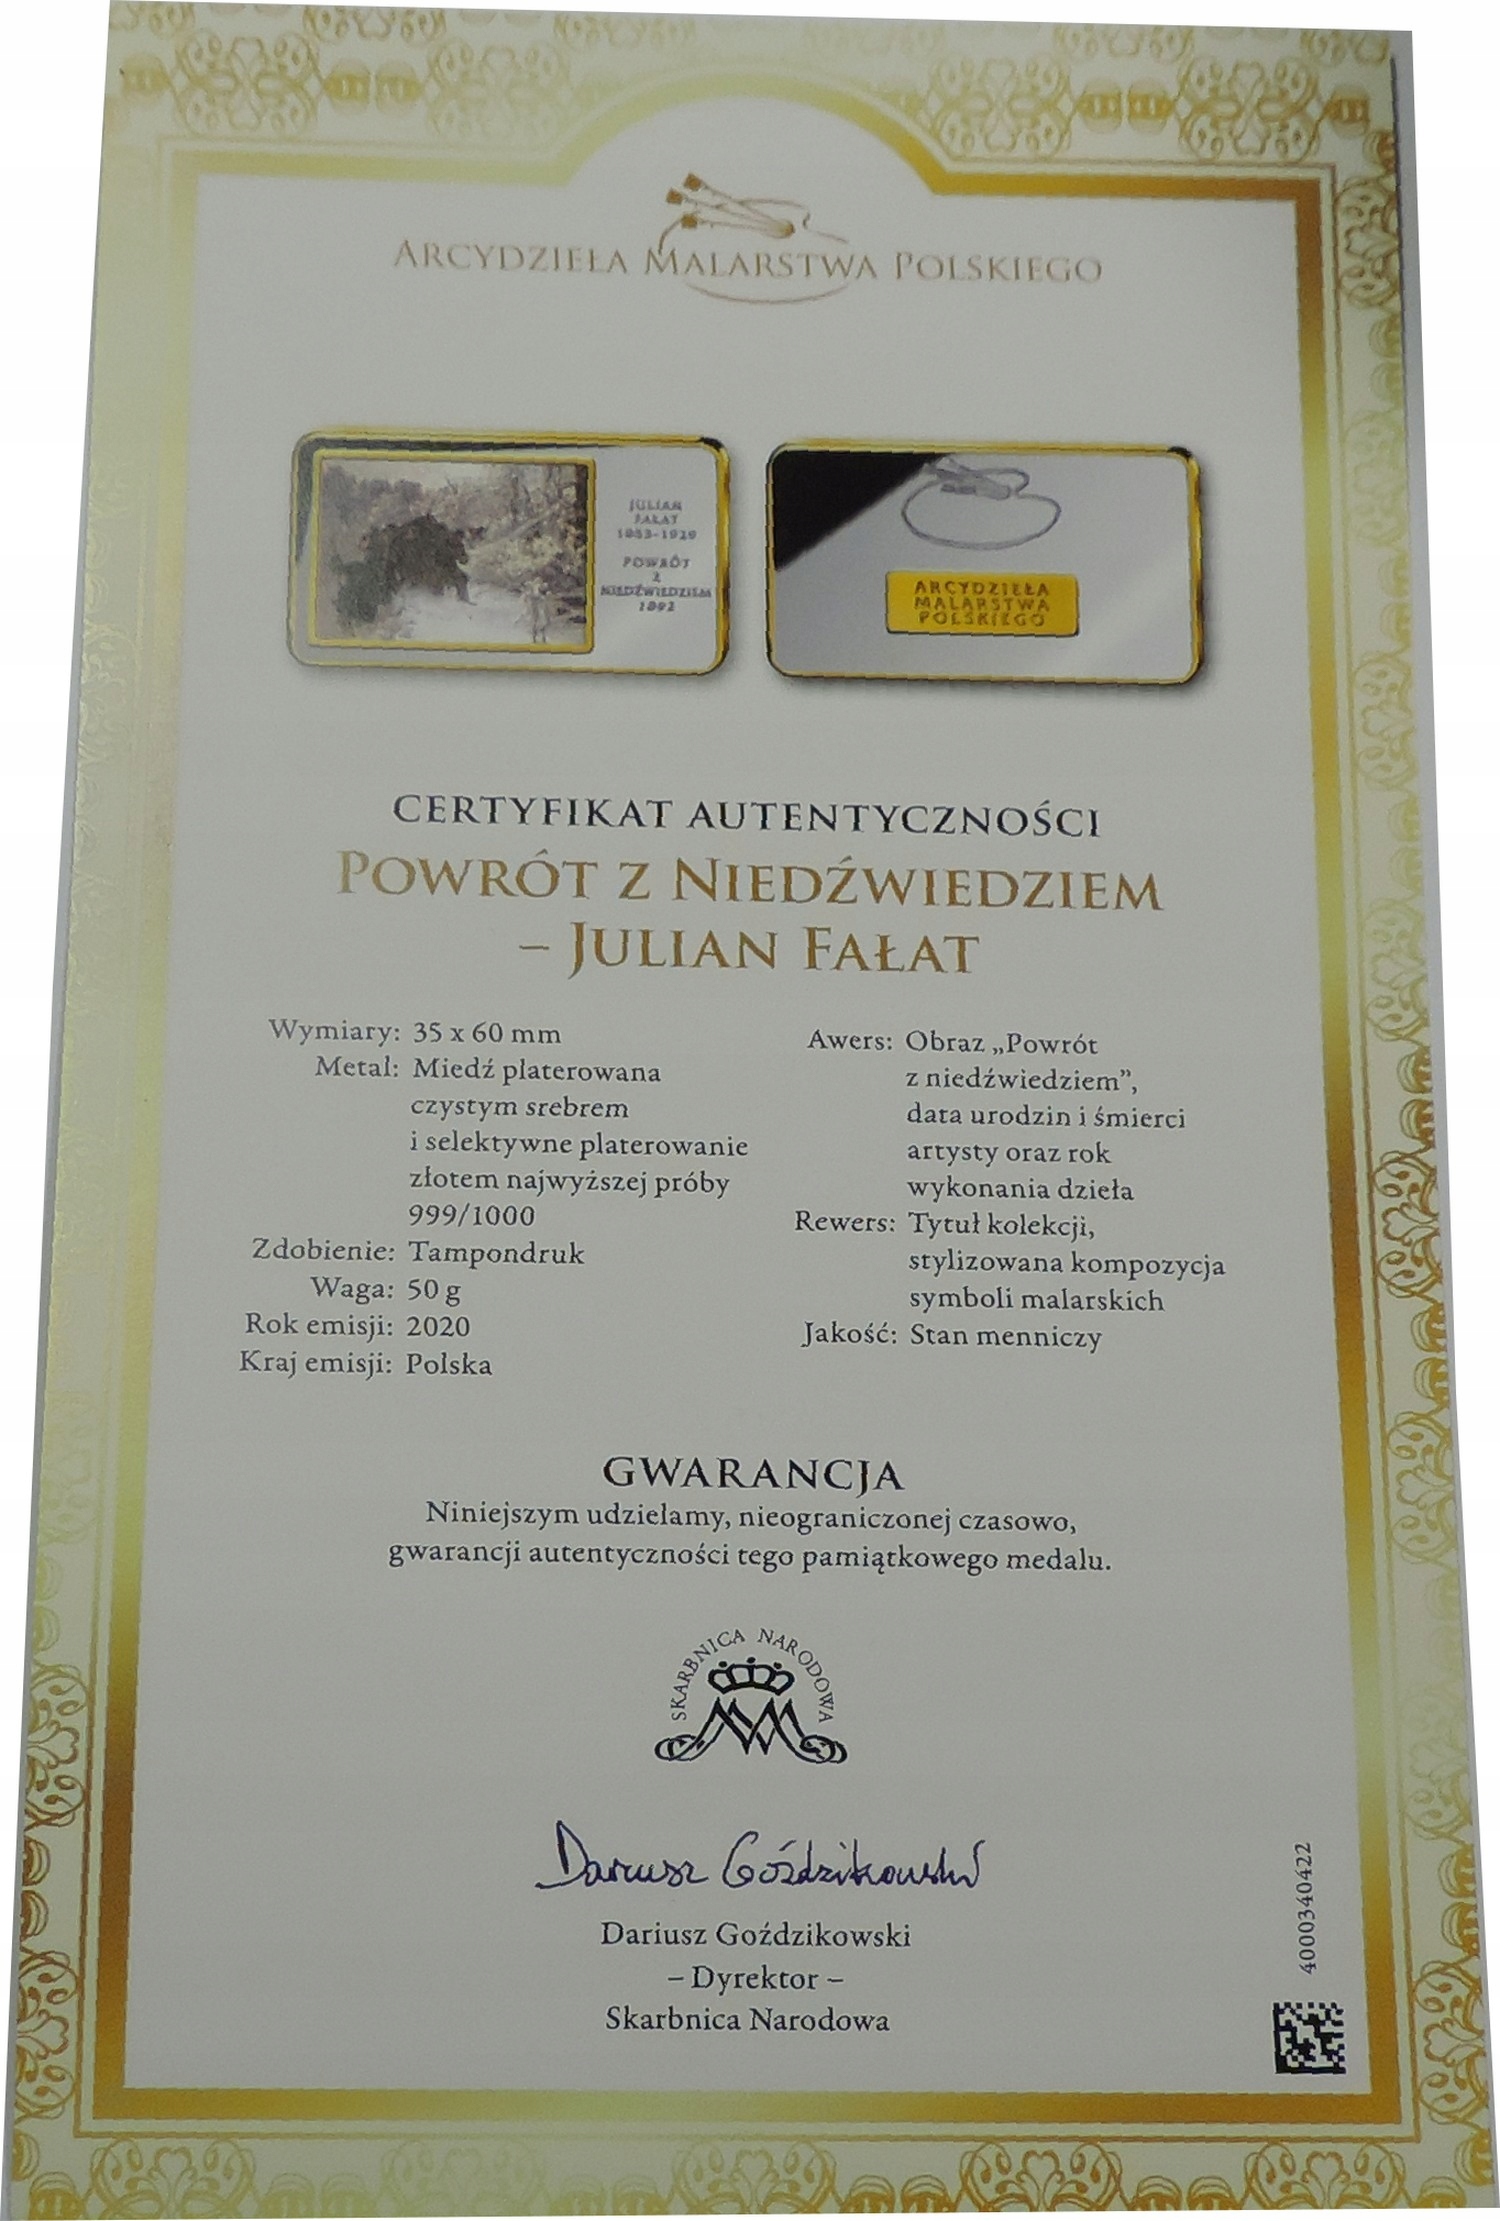 ARCYDZIEŁA MALARSTWA POLSKIEGO
JULIAN
FAŁAT
1853-1929
POWRÓT
Z
NIEDŹWIEDZIEM
1892
ARCYDZIEŁA
MALARSTWA
POLSKIEGO
CERTYFIKAT AUTENTYCZNOŚCI
POWRÓT Z NIEDŹWIEDZIEM
– JULIAN FAŁAT
Wymiary: 35 x 60 mm
Metal: Miedź platerowana
czystym srebrem
i selektywne platerowanie
złotem najwyższej próby
999/1000
Zdobienie: Tampondruk
Waga: 50 g
Rok emisji: 2020
Kraj emisji: Polska
Awers: Obraz „Powrót
z niedźwiedziem”,
data urodzin i śmierci
artysty oraz rok
wykonania dzieła
Rewers: Tytuł kolekcji,
stylizowana kompozycja
symboli malarskich
Jakość: Stan menniczy
GWARANCJA
Niniejszym udzielamy, nieograniczonej czasowo,
gwarancji autentyczności tego pamiątkowego medalu.
SKARBNICA NARODOWA
Dariusz Goździkowski
Dariusz Goździkowski
– Dyrektor –
Skarbnica Narodowa
4000340422